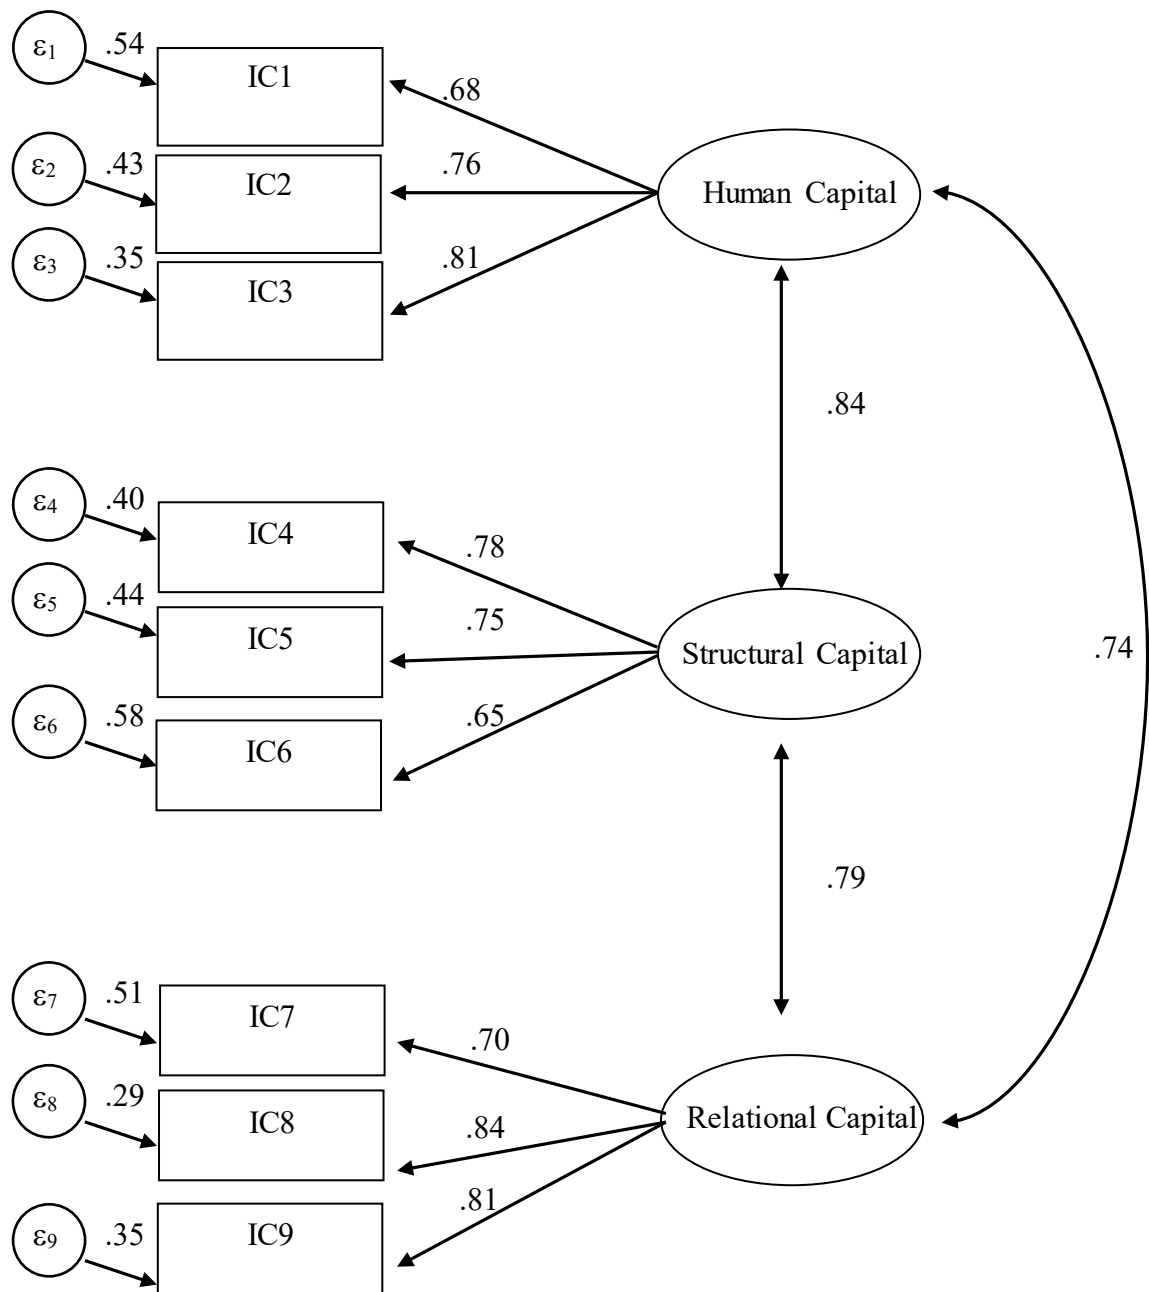 ε1 .54 IC1
.68
ε2 .43 IC2
.76
Human Capital
ε3 .35 IC3
.81
.84
ε4 .40 IC4
.78
ε5 .44 IC5
.75
Structural Capital
.74
ε6 .58 IC6
.65
.79
ε7 .51 IC7
.70
ε8 .29 IC8
.84
Relational Capital
ε9 .35 IC9
.81